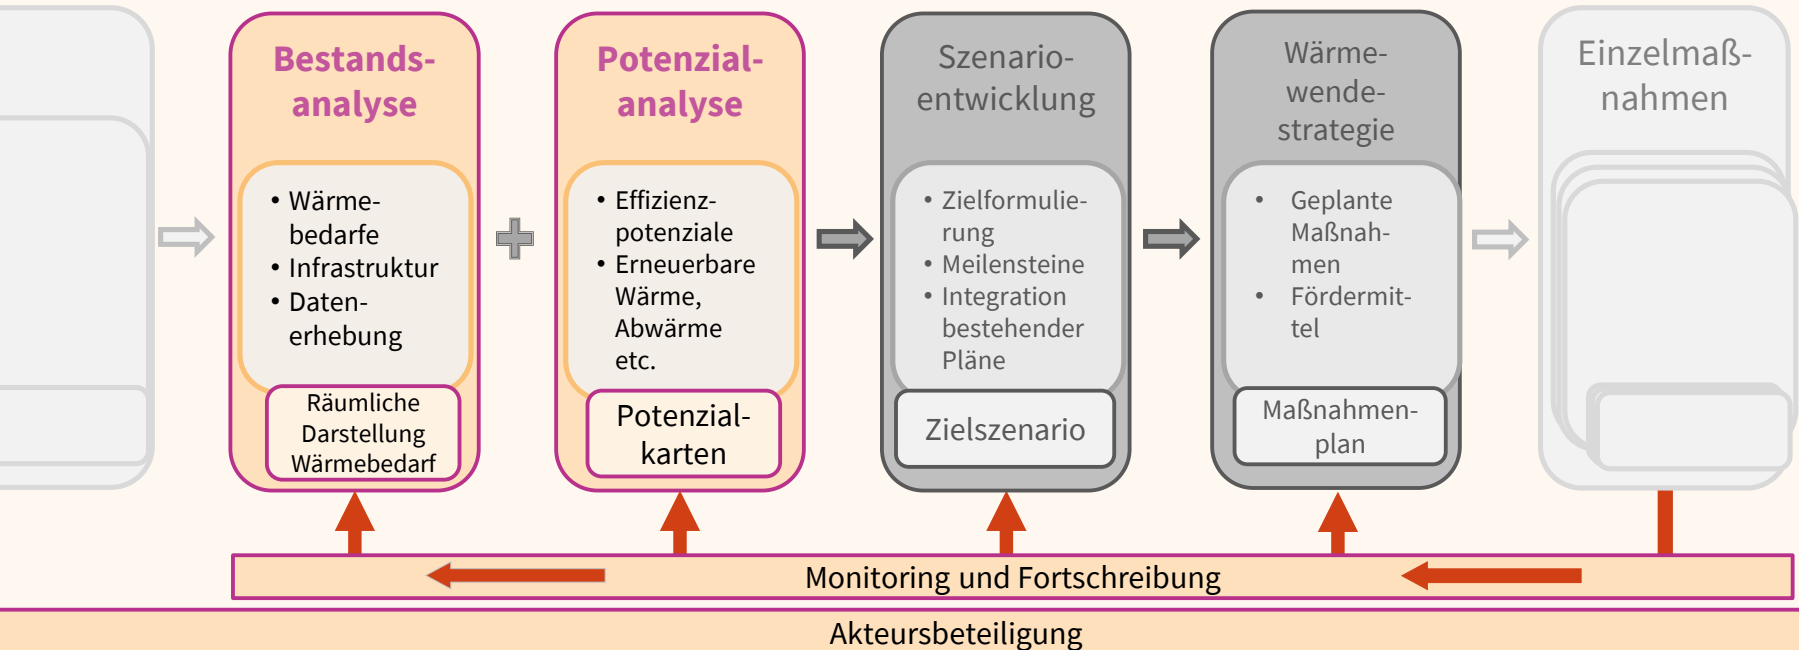 Bestands-
analyse
• Wärme-
bedarfe
• Infrastruktur
• Daten-
erhebung
Räumliche
Darstellung
Wärmebedarf
Potenzial-
analyse
• Effizienz-
potenziale
• Erneuerbare
Wärme,
Abwärme
etc.
Potenzial-
karten
Szenario-
entwicklung
• Zielformulie-
rung
• Meilensteine
• Integration
bestehender
Pläne
Zielszenario
Wärme-
wende-
strategie
• Geplante
Maßnah-
men
• Fördermit-
tel
Maßnahmen-
plan
Einzelmaß-
nahmen
Monitoring und Fortschreibung
Akteursbeteiligung